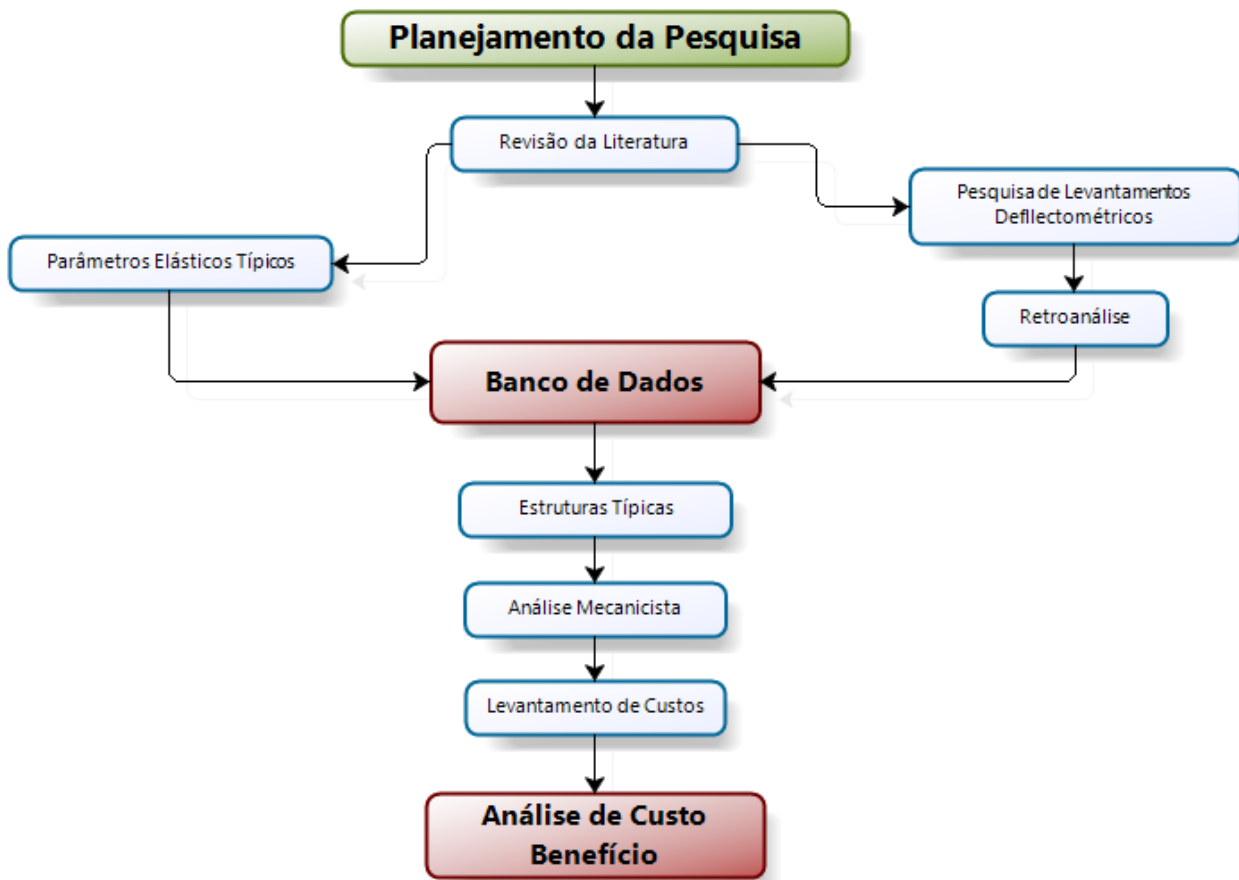 Planejamento da Pesquisa
Revisão da Literatura
Pesquisa de Levantamentos
Defllectométricos
Parâmetros Elásticos Típicos
Retroanálise
Banco de Dados
Estruturas Típicas
Análise Mecanicista
Levantamento de Custos
Análise de Custo
Benefício